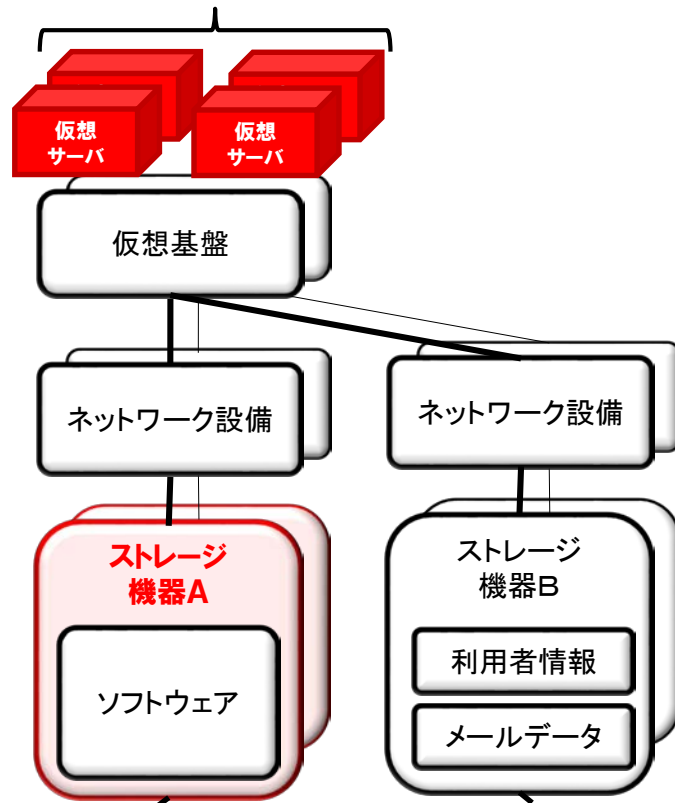 仮想
サーバ
仮想
サーバ
仮想基盤
ネットワーク設備
ネットワーク設備
ストレージ
機器A
ソフトウェア
ストレージ
機器B
利用者情報
メールデータ